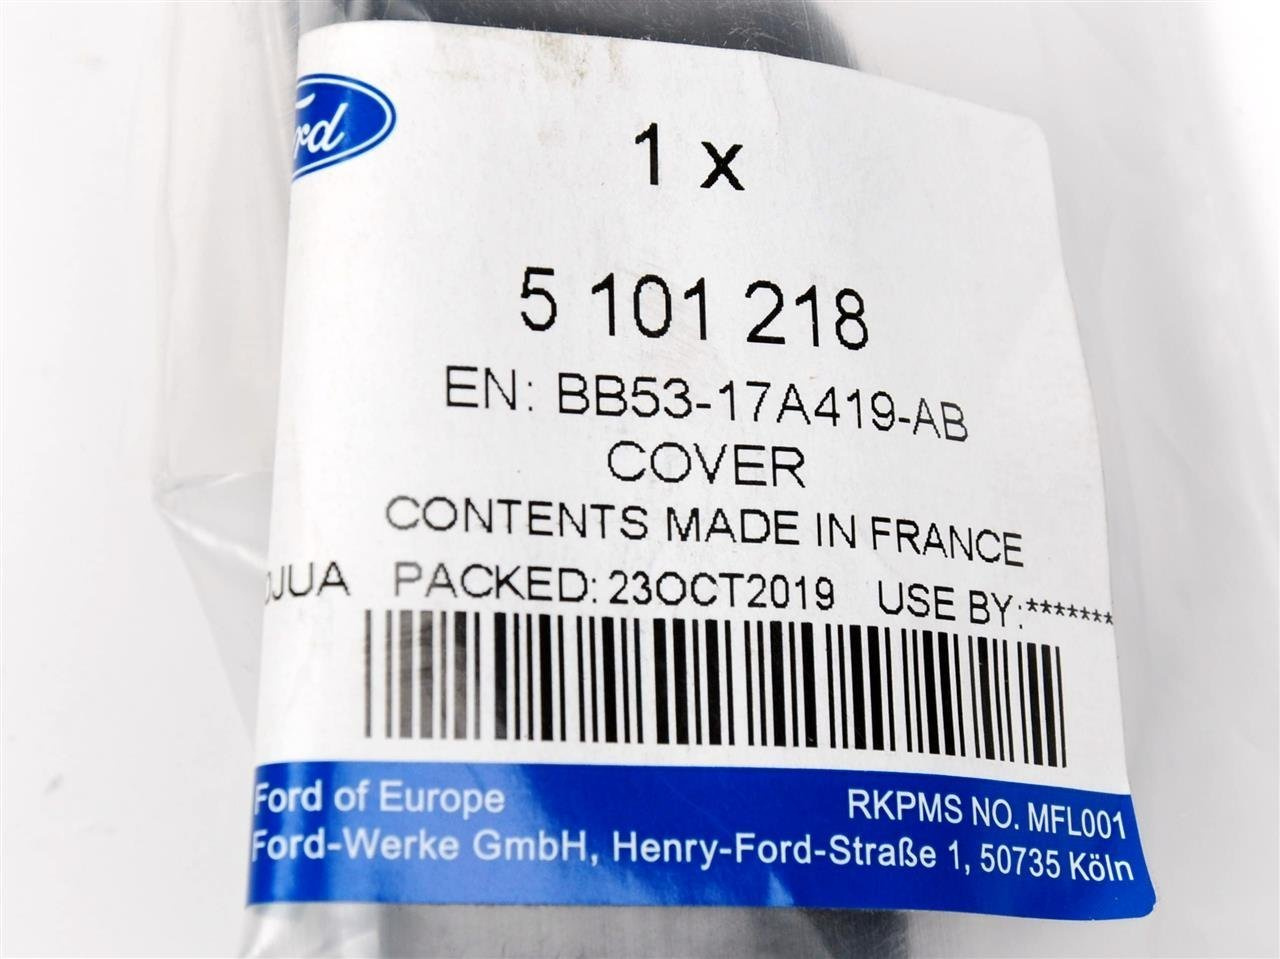 1 x
5 101 218
EN: BB53-17A419-AB
COVER
CONTENTS MADE IN FRANCE
PACKED: 23OCT2019 USE BY:*******
Ford of Europe
RKPMS NO. MFL001
Ford-Werke GmbH, Henry-Ford-Straße 1, 50735 Köln